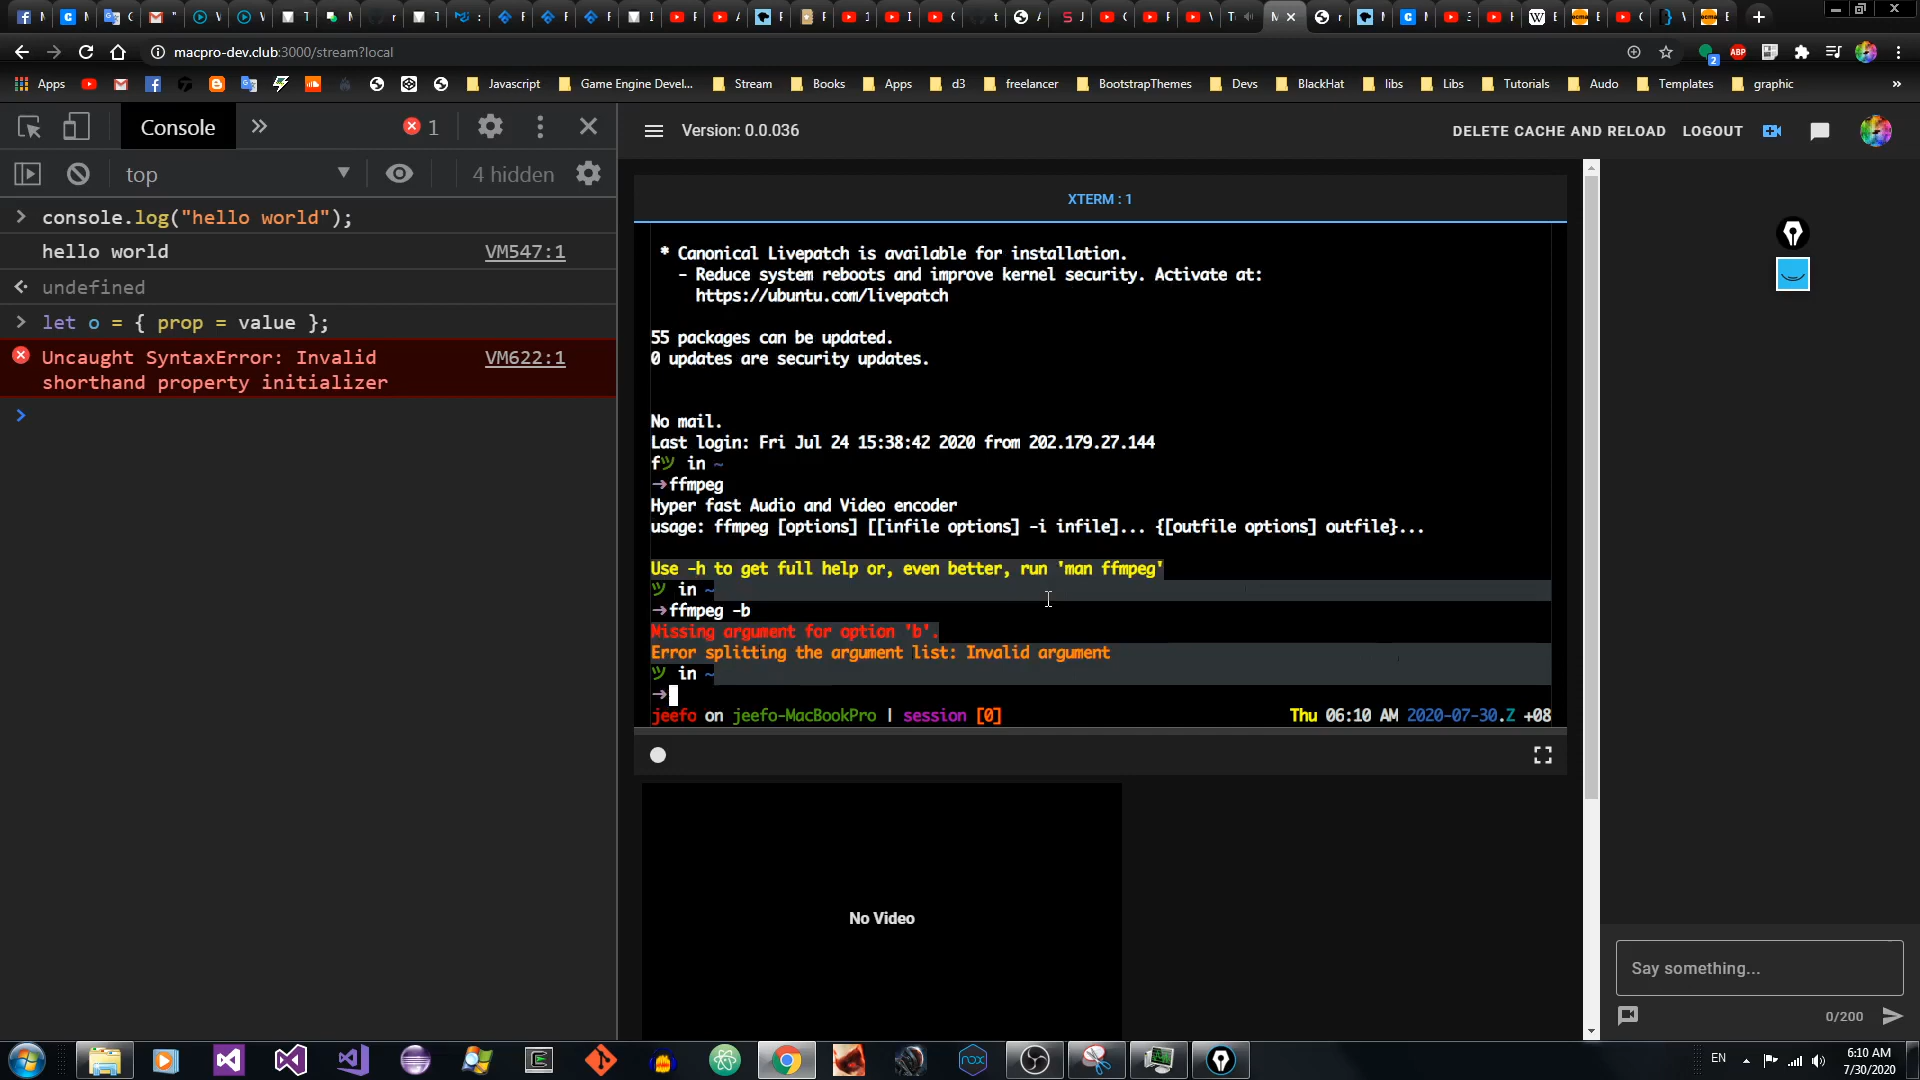 macpro-dev.club:3000/stream?local
Apps
Javascript
Game Engine Devel...
Stream
Books
Apps
d3
freelancer
BootstrapThemes
Devs
BlackHat
libs
Libs
Tutorials
Audo
Templates
graphic
»
Console
1
top
4 hidden
console.log("hello world");
hello world VM547:1
undefined
let o = { prop = value };
Uncaught SyntaxError: Invalid VM622:1
shorthand property initializer
Version: 0.0.036
DELETE CACHE AND RELOAD
LOGOUT
XTERM : 1
* Canonical Livepatch is available for installation.
- Reduce system reboots and improve kernel security. Activate at:
https://ubuntu.com/livepatch
55 packages can be updated.
0 updates are security updates.
No mail.
Last login: Fri Jul 24 15:38:42 2020 from 202.179.27.144
fツ in ~
→ffmpeg
Hyper fast Audio and Video encoder
usage: ffmpeg [options] [[infile options] -i infile]... {[outfile options] outfile}...
Use -h to get full help or, even better, run 'man ffmpeg'
ツ in ~
→ffmpeg -b
Missing argument for option 'b'.
Error splitting the argument list: Invalid argument
ツ in ~
→
jeefo on jeefo-MacBookPro | session [0] Thu 06:10 AM 2020-07-30.Z +08
No Video
Say something...
0/200
EN
6:10 AM
7/30/2020